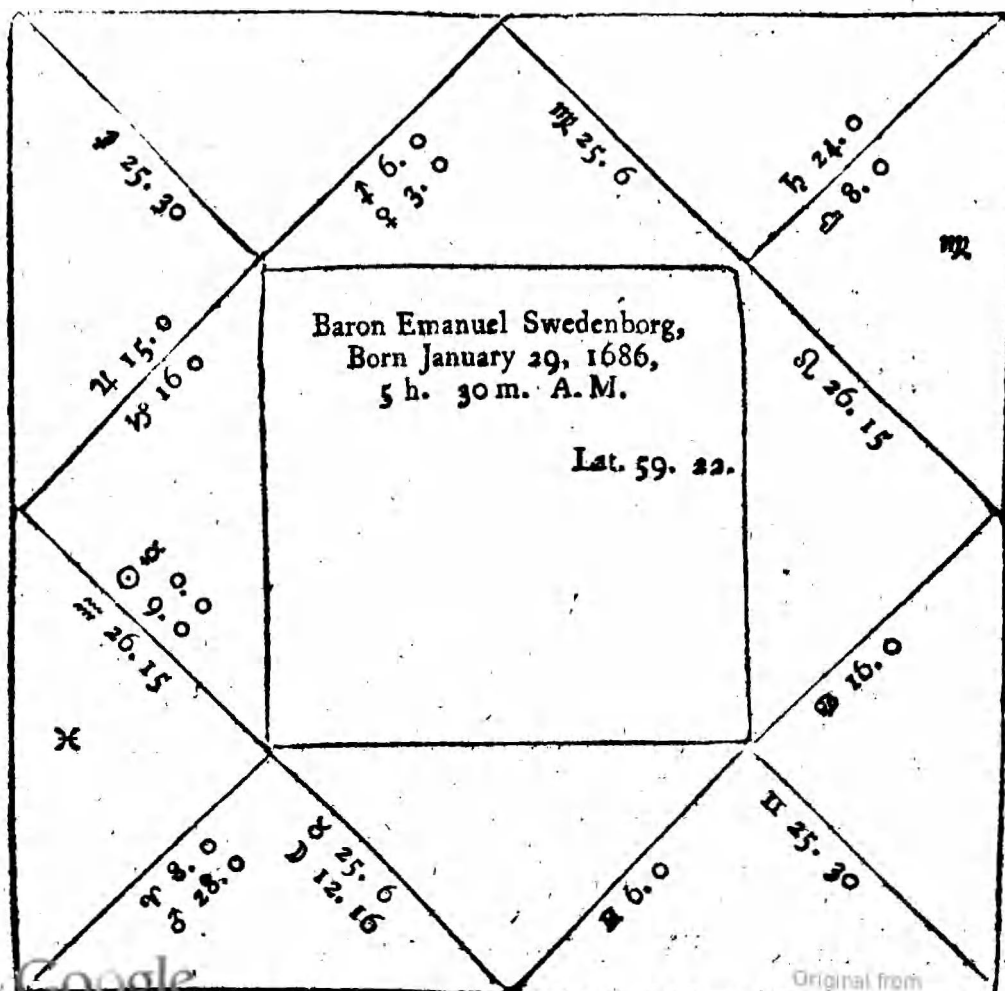 ♐ 25. 30
♐ 6. 0
♀ 3. 0
♏ 25. 6
♄ 24. 0
♎ 8. 0
♍
♃ 15. 0
♑ 16 0
Baron Emanuel Swedenborg,
Born January 29, 1686,
5 h. 30 m. A.M.
Lat. 59. 22.
♌ 26. 15
☿ 0. 0
☉ 9. 0
♒ 26. 15
♓
♋ 16. 0
♈ 8. 0
♂ 28. 0
♉ 25. 6
☽ 12. 16
6. 0
♊ 25. 30
Google
Original from